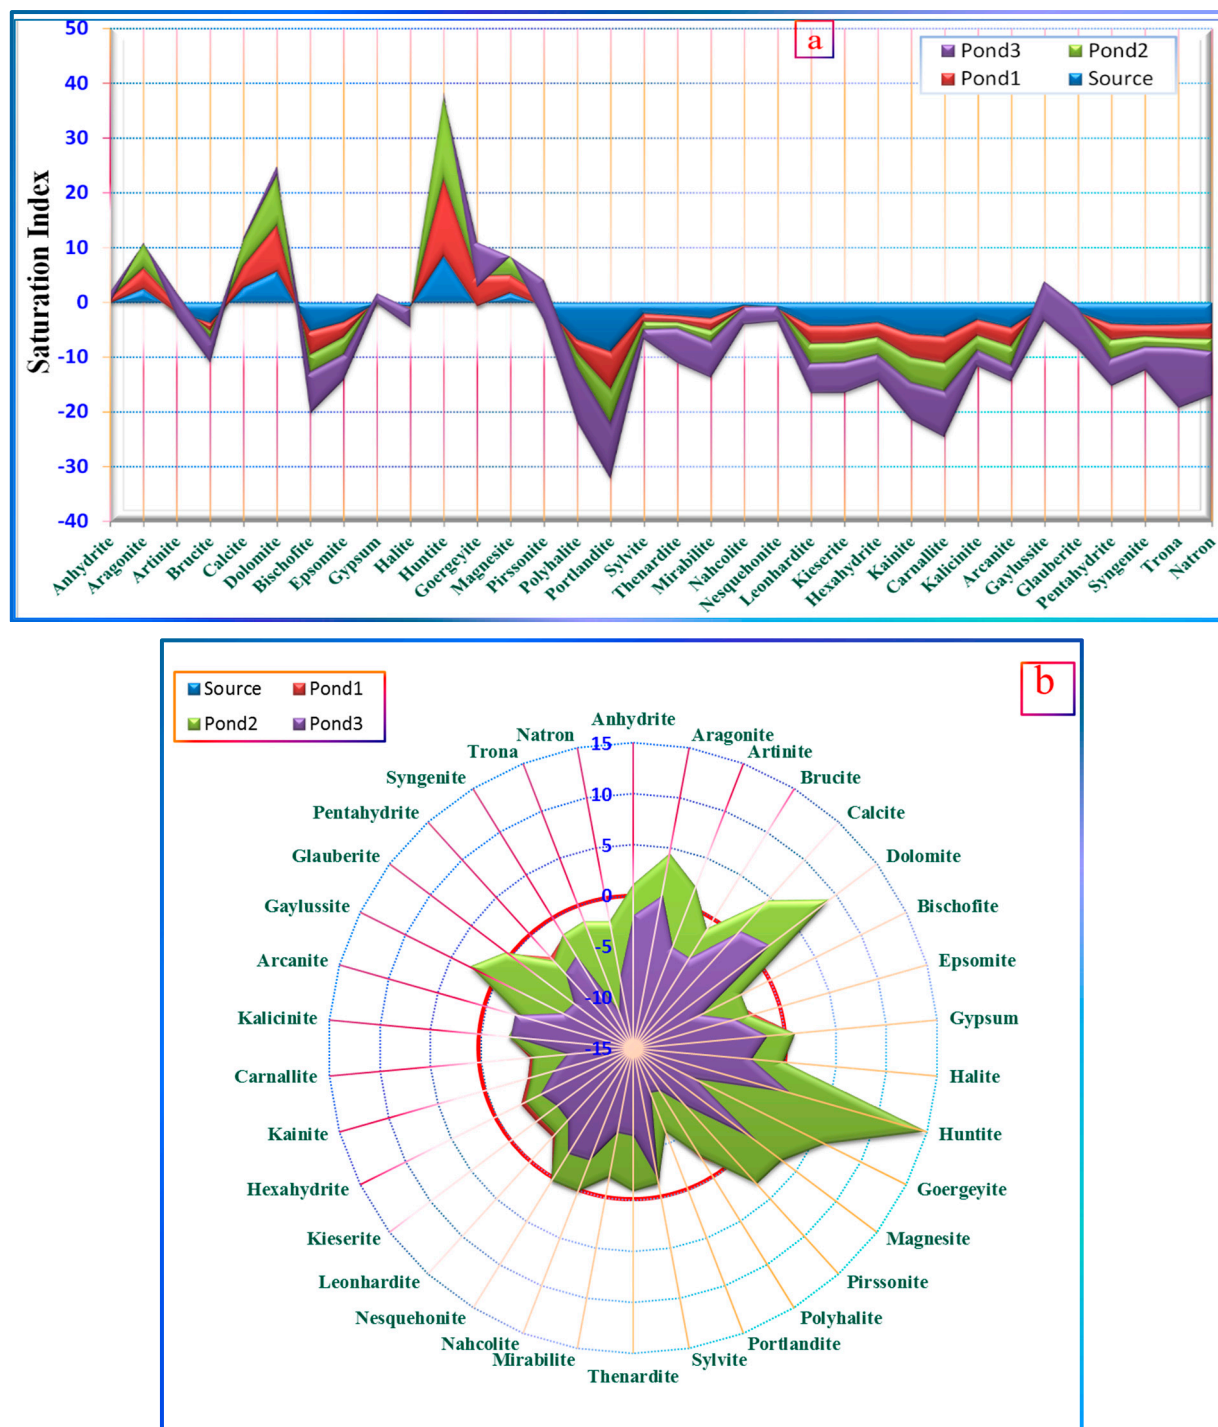 a
Pond3 Pond2
Pond1 Source
Saturation Index
50
40
30
20
10
0
-10
-20
-30
-40
Anhydrite
Aragonite
Artinite
Brucite
Calcite
Dolomite
Bischofite
Epsomite
Gypsum
Halite
Huntite
Goergeyite
Magnesite
Pirssonite
Polyhalite
Portlandite
Sylvite
Thenardite
Mirabilite
Nahcolite
Nesquehonite
Leonhardite
Kieserite
Hexahydrite
Kainite
Carnallite
Kalicinite
Arcanite
Gaylussite
Glauberite
Pentahydrite
Syngenite
Trona
Natron
b
Source Pond1
Pond2 Pond3
15
10
5
0
-5
-10
-15
Anhydrite
Aragonite
Artinite
Brucite
Calcite
Dolomite
Bischofite
Epsomite
Gypsum
Halite
Huntite
Goergeyite
Magnesite
Pirssonite
Polyhalite
Portlandite
Sylvite
Thenardite
Mirabilite
Nahcolite
Nesquehonite
Leonhardite
Kieserite
Hexahydrite
Kainite
Carnallite
Kalicinite
Arcanite
Gaylussite
Glauberite
Pentahydrite
Syngenite
Trona
Natron